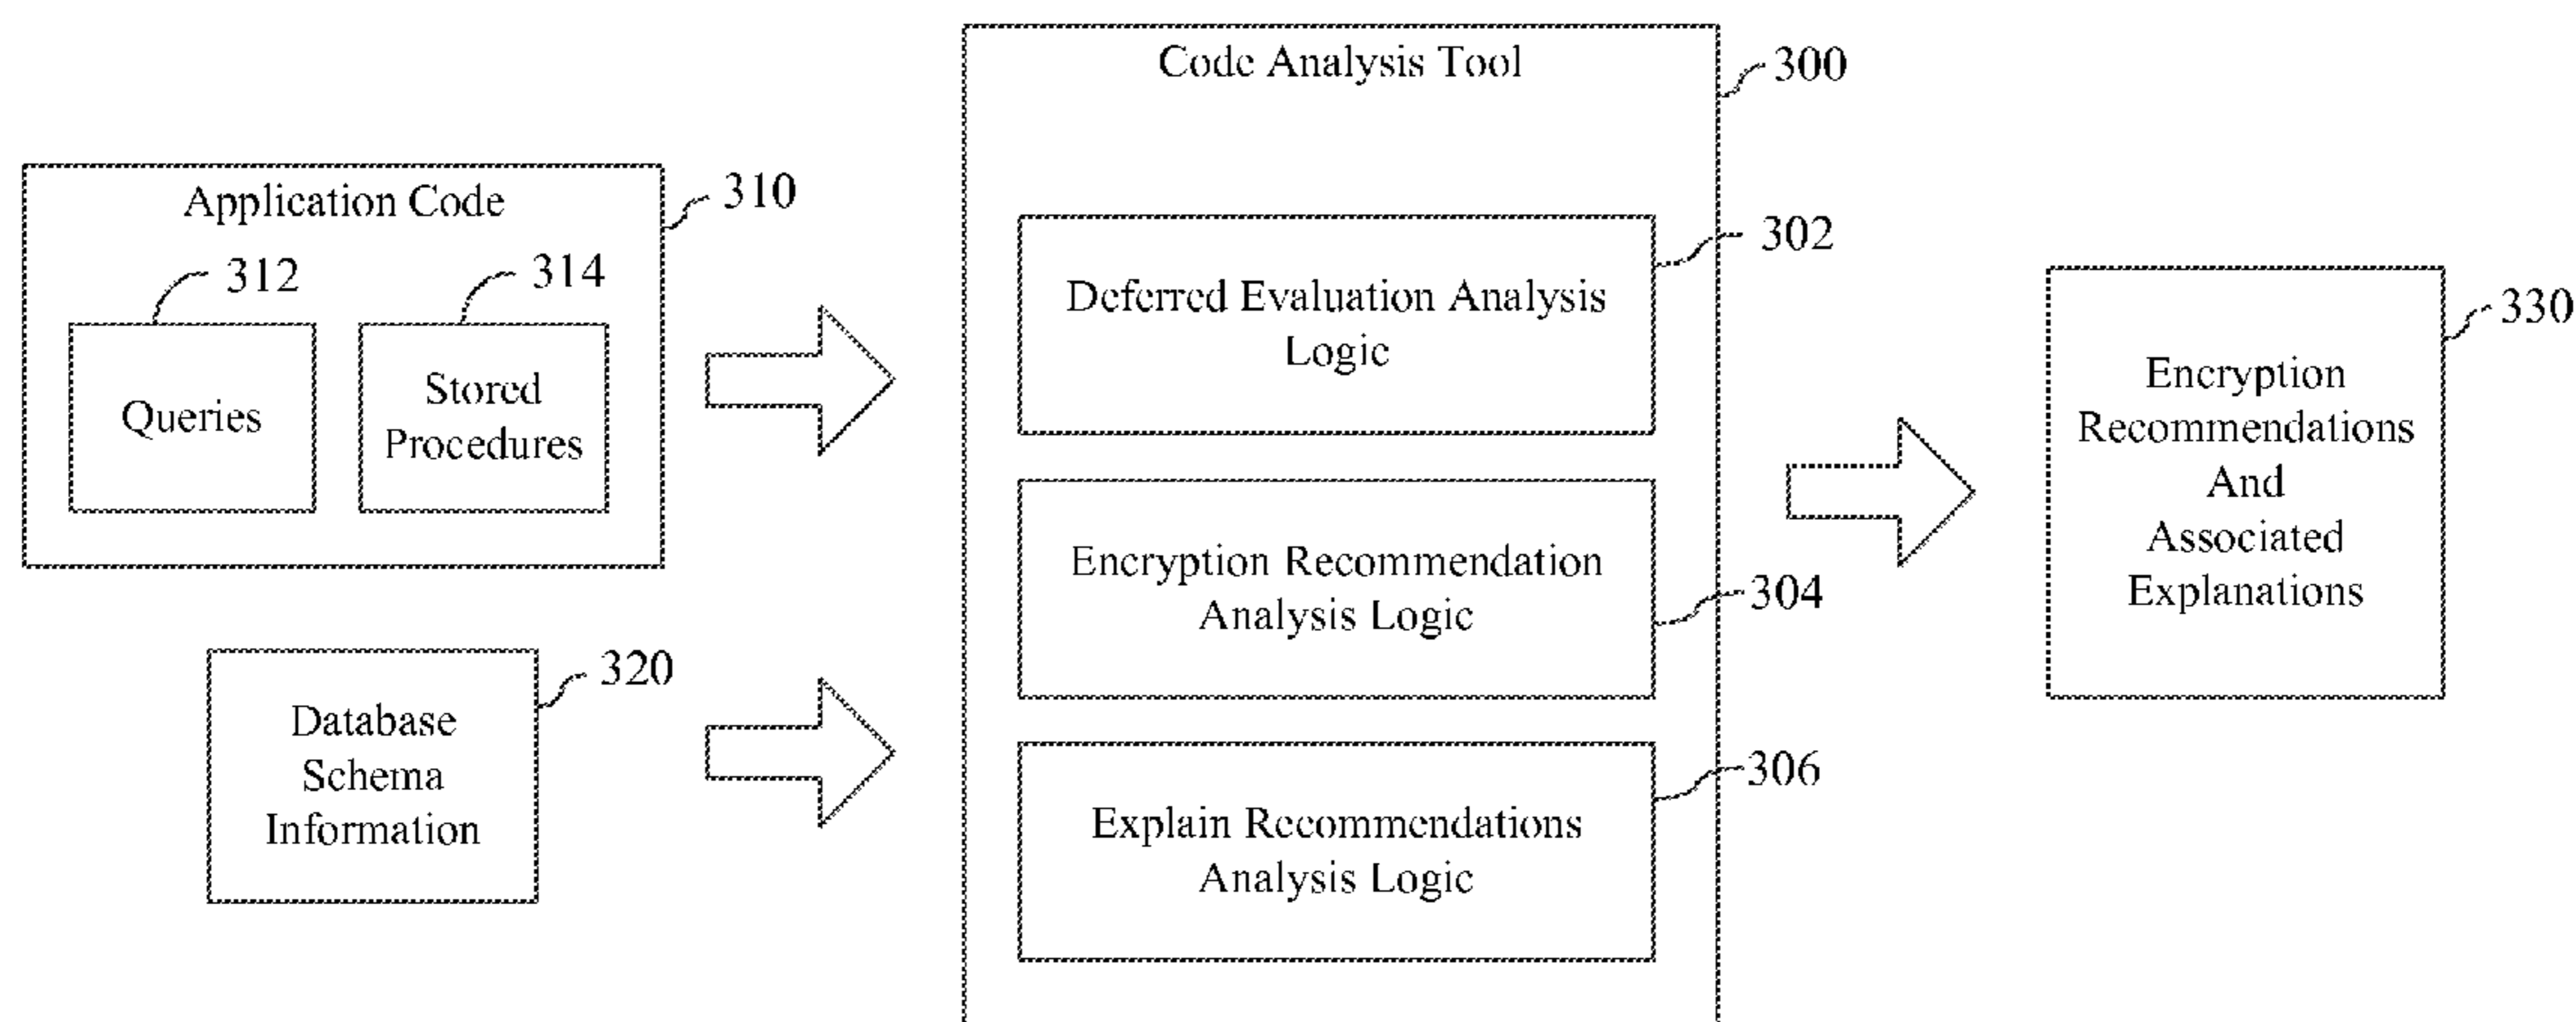 Code Analysis Tool
300
Application Code
310
312
314
Queries
Stored
Procedures
Database
Schema
Information
320
Deferred Evaluation Analysis
Logic
302
Encryption Recommendation
Analysis Logic
304
Explain Recommendations
Analysis Logic
306
Encryption
Recommendations
And
Associated
Explanations
330